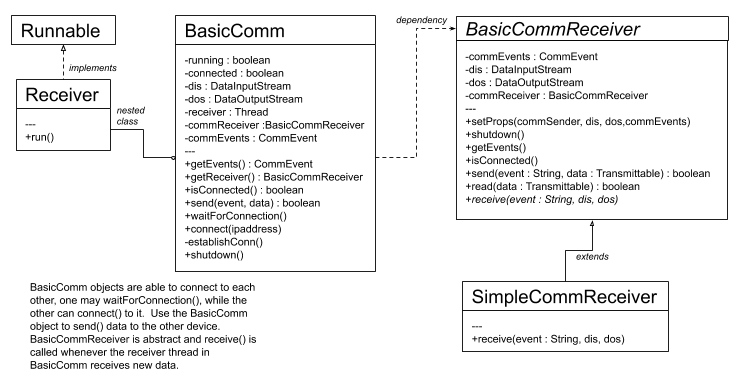 Runnable
implements
Receiver
---
+run()
nested
class
BasicComm
-running : boolean
-connected : boolean
-dis : DataInputStream
-dos : DataOutputStream
-receiver : Thread
-commReceiver :BasicCommReceiver
-commEvents : CommEvent
---
+getEvents() : CommEvent
+getReceiver() : BasicCommReceiver
+isConnected() : boolean
+send(event, data) : boolean
+waitForConnection()
+connect(ipaddress)
-establishConn()
+shutdown()
dependency
BasicCommReceiver
-commEvents : CommEvent
-dis : DataInputStream
-dos : DataOutputStream
-commReceiver : BasicCommReceiver
---
+setProps(commSender, dis, dos,commEvents)
+shutdown()
+getEvents()
+isConnected()
+send(event : String, data : Transmittable) : boolean
+read(data : Transmittable) : boolean
+receive(event : String, dis, dos)
extends
SimpleCommReceiver
---
+receive(event : String, dis, dos)
BasicComm objects are able to connect to each
other, one may waitForConnection(), while the
other can connect() to it. Use the BasicComm
object to send() data to the other device.
BasicCommReceiver is abstract and receive() is
called whenever the receiver thread in
BasicComm receives new data.